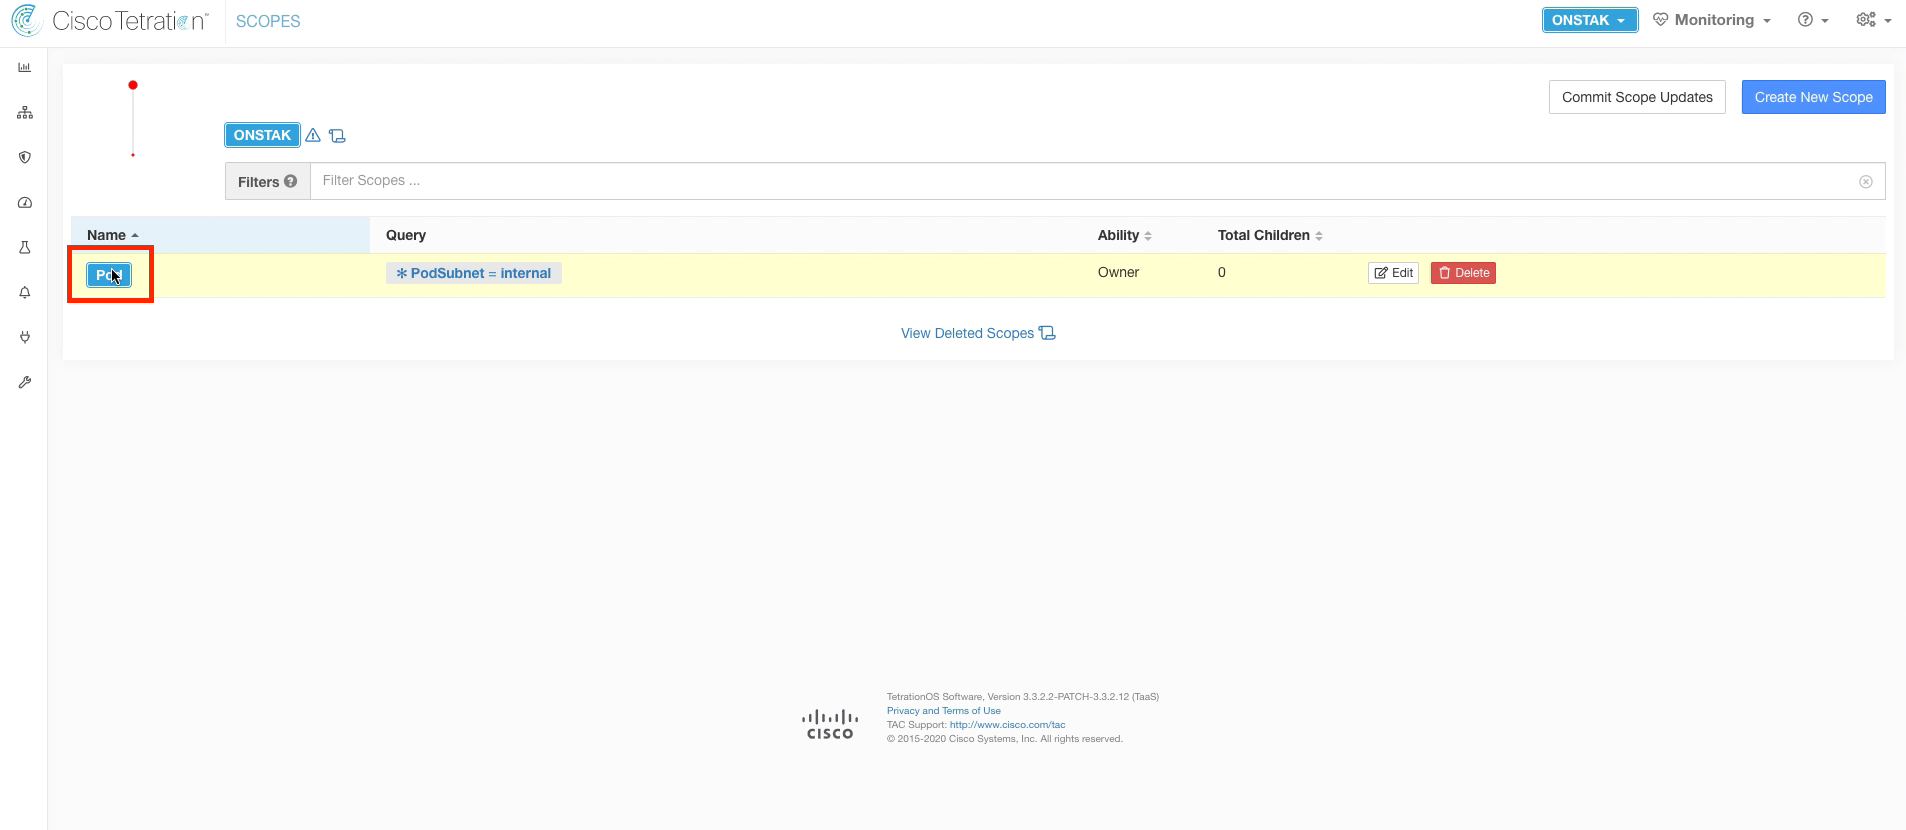 Cisco Tetration™
SCOPES
ONSTAK
Monitoring
Commit Scope Updates
Create New Scope
ONSTAK
Filters
Filter Scopes ...
Name
Query
Ability
Total Children
Pod
✻ PodSubnet = internal
Owner
0
Edit
Delete
View Deleted Scopes
TetrationOS Software, Version 3.3.2.2-PATCH-3.3.2.12 (TaaS)
Privacy and Terms of Use
TAC Support: http://www.cisco.com/tac
© 2015-2020 Cisco Systems, Inc. All rights reserved.
CISCO